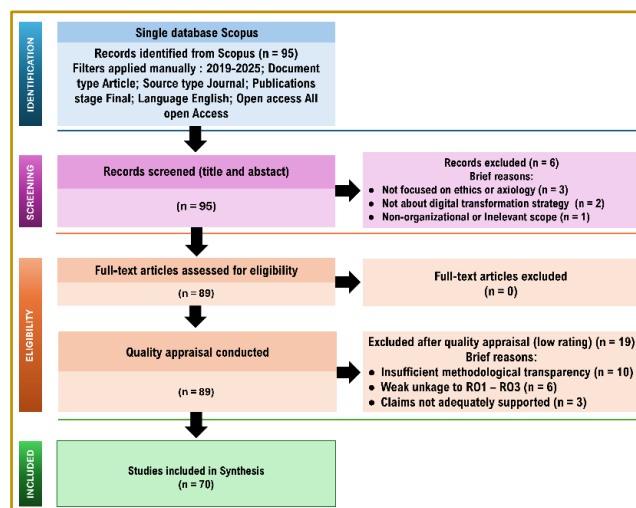 IDENTIFICATION
Single database Scopus
Records identified from Scopus (n = 95)
Filters applied manually : 2019-2025; Document
type Article; Source type Journal; Publications
stage Final; Language English; Open access All
open Access
SCREENING
Records screened (title and abstact)
(n = 95)
Records excluded (n = 6)
Brief reasons:
● Not focused on ethics or axiology (n = 3)
● Not about digital transformation strategy (n = 2)
● Non-organizational or Inelevant scope (n = 1)
ELIGIBILITY
Full-text articles assessed for eligibility
(n = 89)
Full-text articles excluded
(n = 0)
Quality appraisal conducted
(n = 89)
Excluded after quality appraisal (low rating) (n = 19)
Brief reasons:
● Insufficient methodological transparency (n = 10)
● Weak unkage to RO1 – RO3 (n = 6)
● Claims not adequately supported (n = 3)
INCLUDED
Studies included in Synthesis
(n = 70)